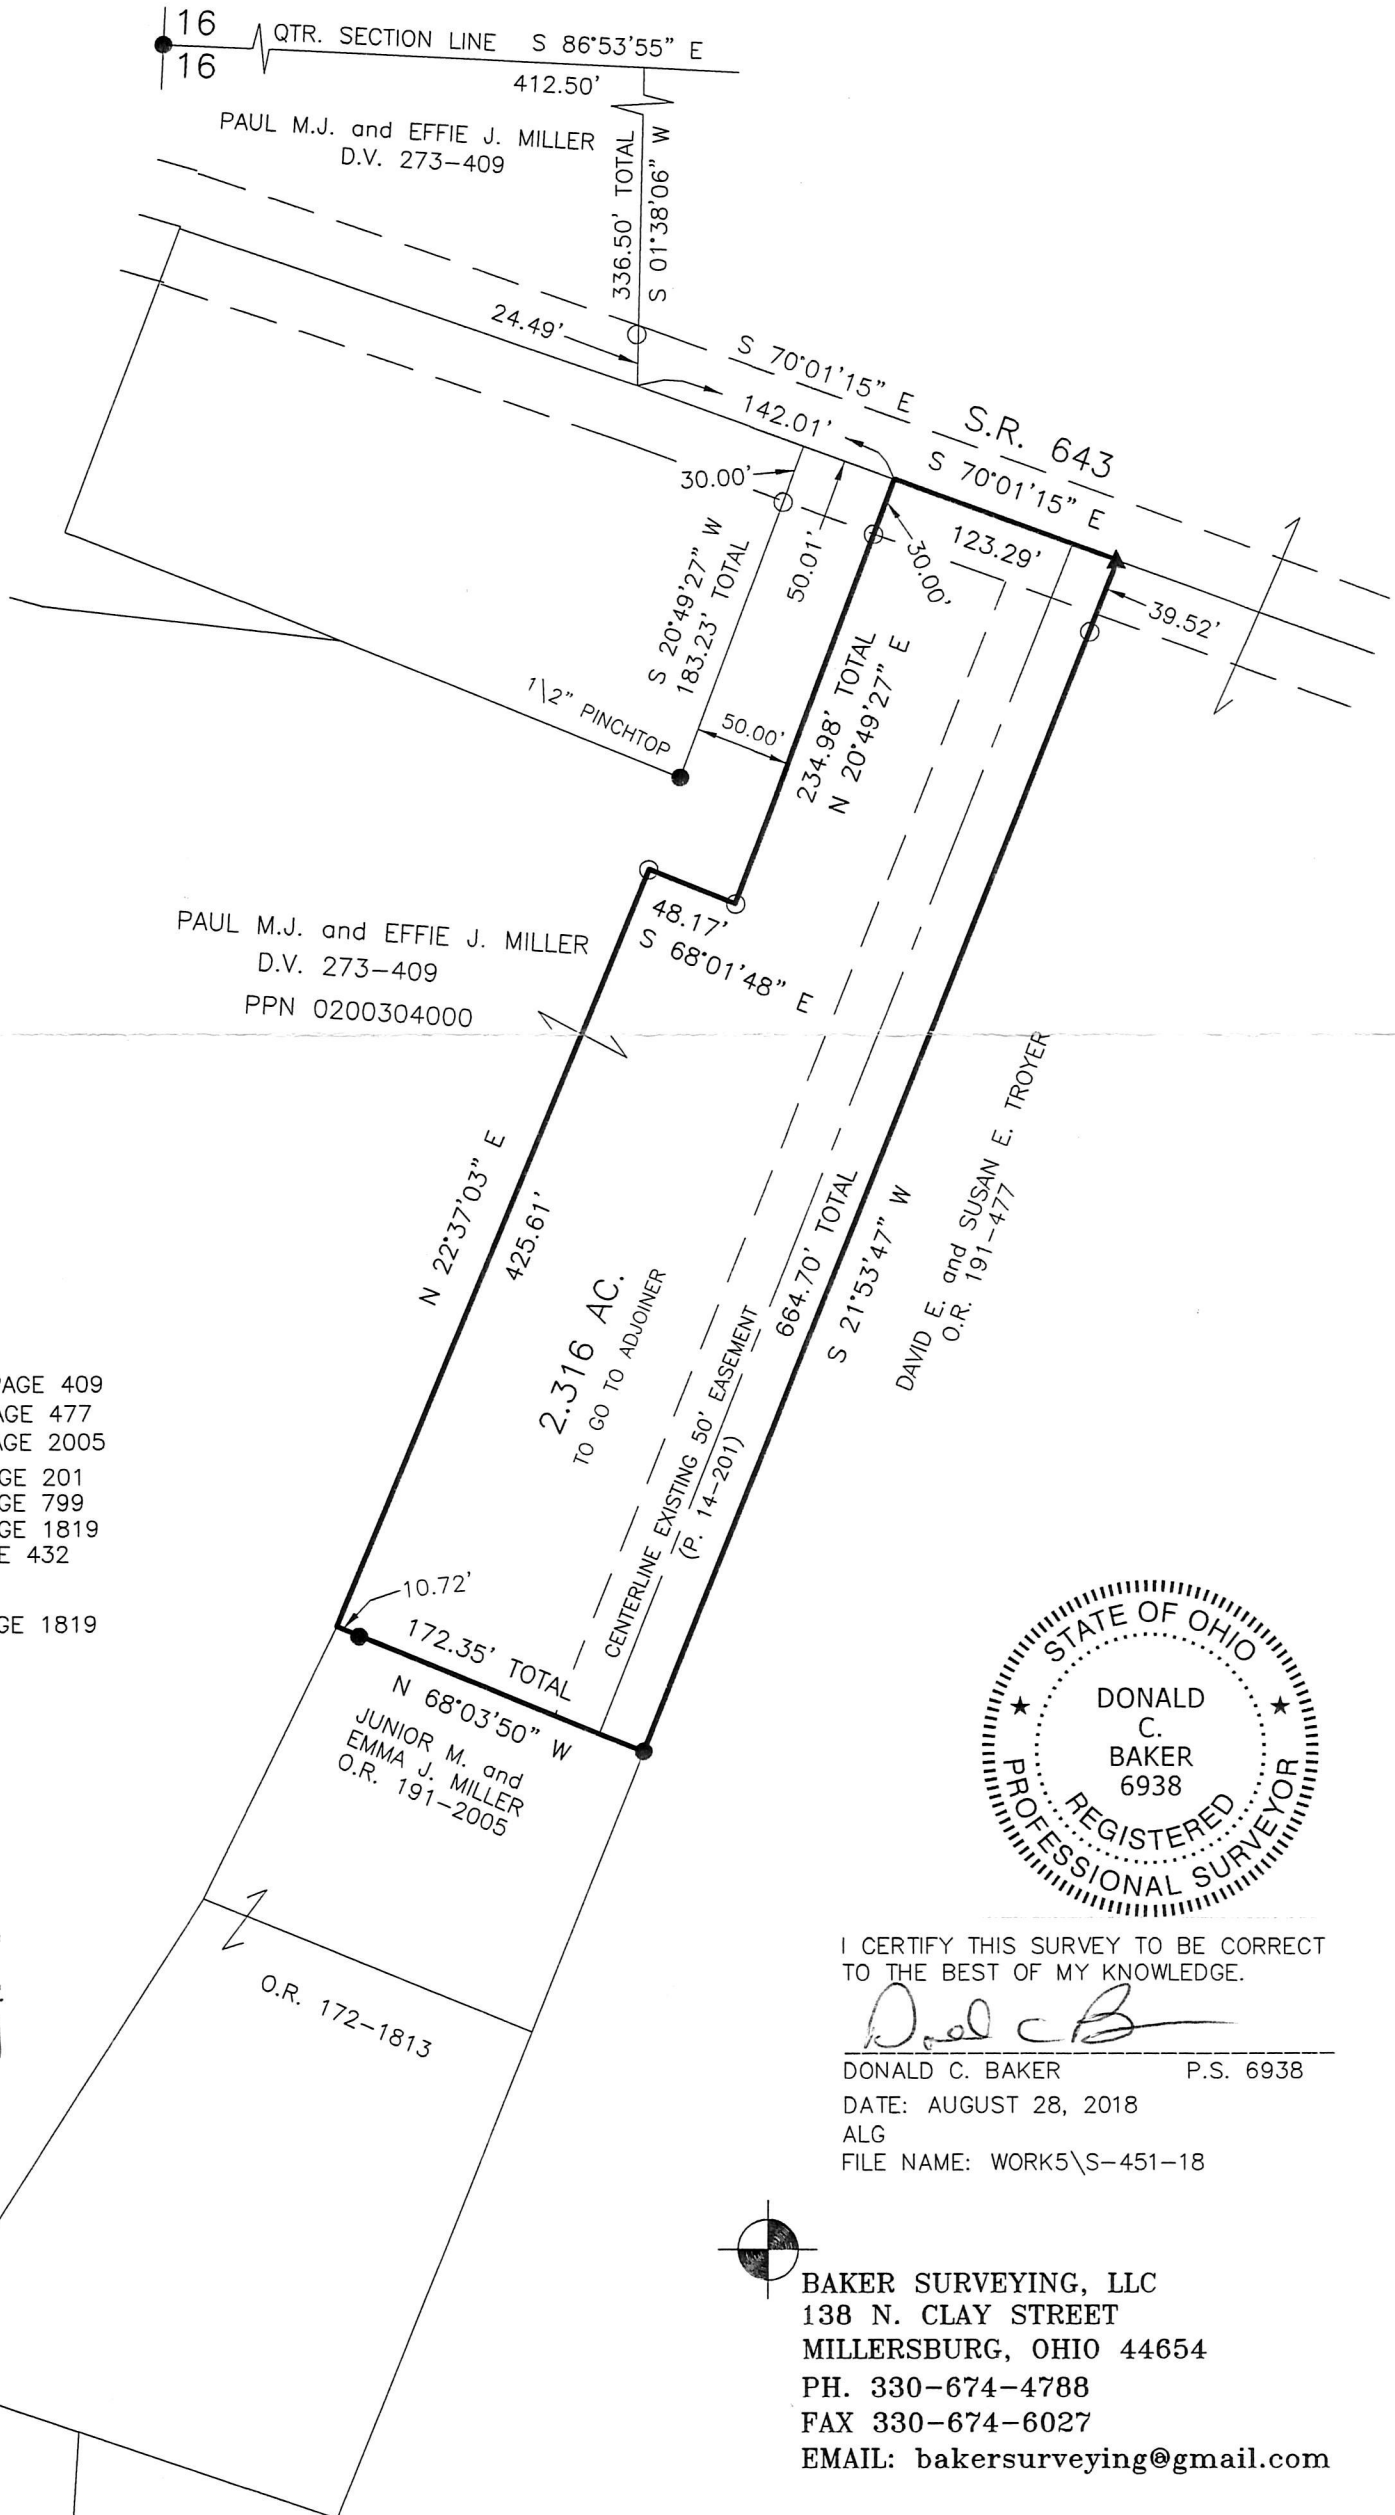 16
16
QTR. SECTION LINE S 86°53'55" E
412.50'
PAUL M.J. and EFFIE J. MILLER
D.V. 273-409
336.50' TOTAL
S 01°38'06" W
24.49'
S 70°01'15" E
142.01'
S.R. 643
S 70°01'15" E
30.00'
123.29'
30.00'
50.01'
39.52'
S 20°49'27" W
183.23' TOTAL
1\2" PINCHTOP
50.00'
234.98' TOTAL
N 20°49'27" E
48.17'
S 68°01'48" E
PAUL M.J. and EFFIE J. MILLER
D.V. 273-409
PPN 0200304000
N 22°37'03" E
425.61'
664.70' TOTAL
S 21°53'47" W
DAVID E. and SUSAN E. TROYER
O.R. 191-477
2.316 AC.
TO GO TO ADJOINER
CENTERLINE EXISTING 50' EASEMENT
(P. 14-201)
AGE 409
AGE 477
AGE 2005
GE 201
GE 799
GE 1819
E 432
GE 1819
10.72'
172.35' TOTAL
N 68°03'50" W
JUNIOR M. and
EMMA J. MILLER
O.R. 191-2005
O.R. 172-1813
STATE OF OHIO
DONALD
C.
BAKER
6938
REGISTERED
PROFESSIONAL SURVEYOR
I CERTIFY THIS SURVEY TO BE CORRECT
TO THE BEST OF MY KNOWLEDGE.
DONALD C. BAKER P.S. 6938
DATE: AUGUST 28, 2018
ALG
FILE NAME: WORK5\S-451-18
BAKER SURVEYING, LLC
138 N. CLAY STREET
MILLERSBURG, OHIO 44654
PH. 330-674-4788
FAX 330-674-6027
EMAIL: bakersurveying@gmail.com